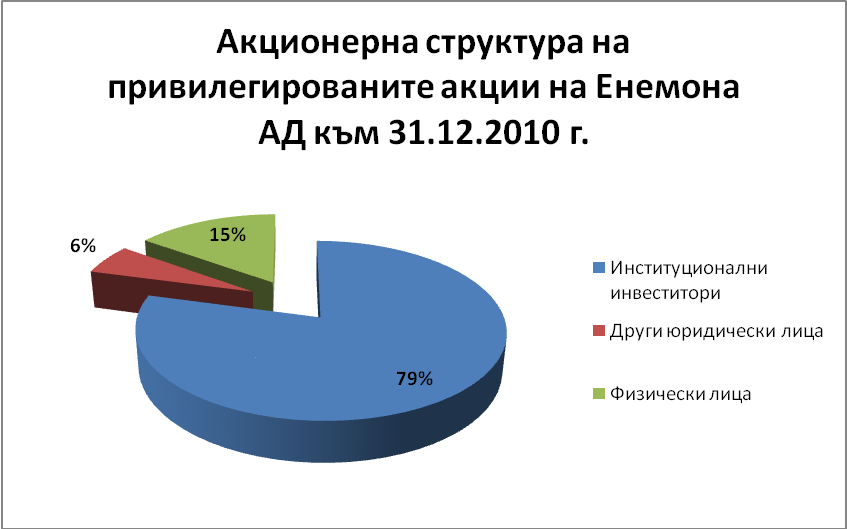 Акционерна структура на
привилегированите акции на Енемона
АД към 31.12.2010 г.
15%
6%
79%
Институционални
инвеститори
Други юридически лица
Физически лица